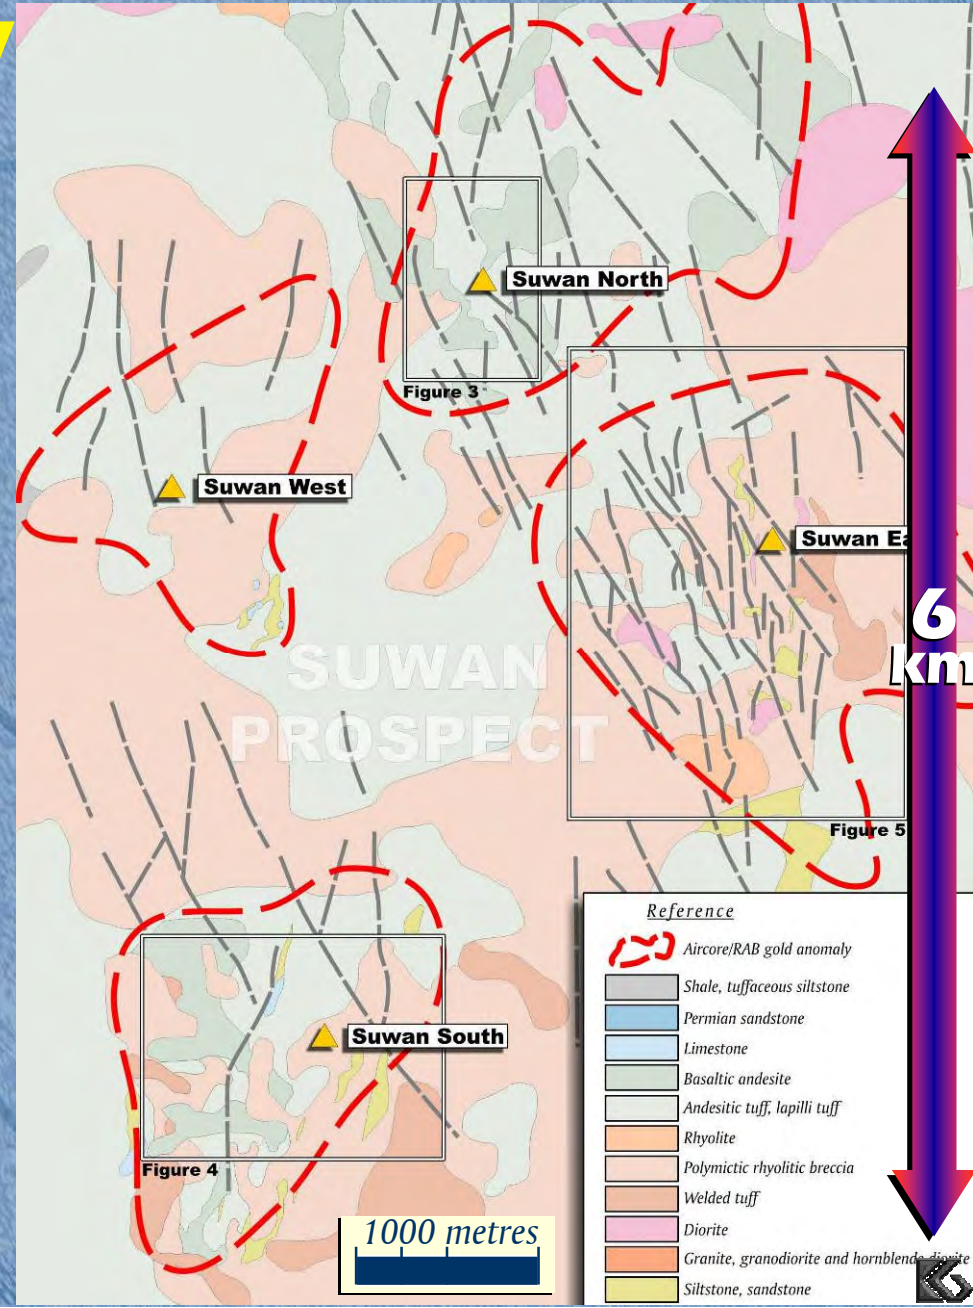 Suwan North
Figure 3
Suwan West
Suwan Ea
6
km
SUWAN
PROSPECT
Figure 5
Suwan South
Figure 4
1000 metres
Reference
Aircore/RAB gold anomaly
Shale, tuffaceous siltstone
Permian sandstone
Limestone
Basaltic andesite
Andesitic tuff, lapilli tuff
Rhyolite
Polymictic rhyolitic breccia
Welded tuff
Diorite
Granite, granodiorite and hornblende diorite
Siltstone, sandstone